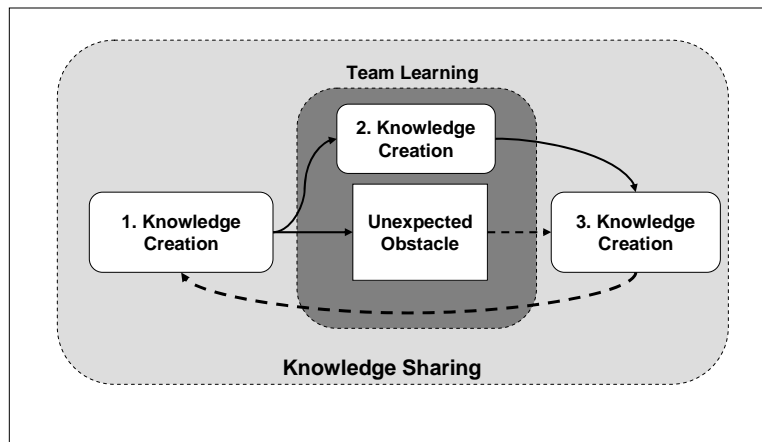 Team Learning
2. Knowledge
Creation
1. Knowledge
Creation
Unexpected
Obstacle
3. Knowledge
Creation
Knowledge Sharing